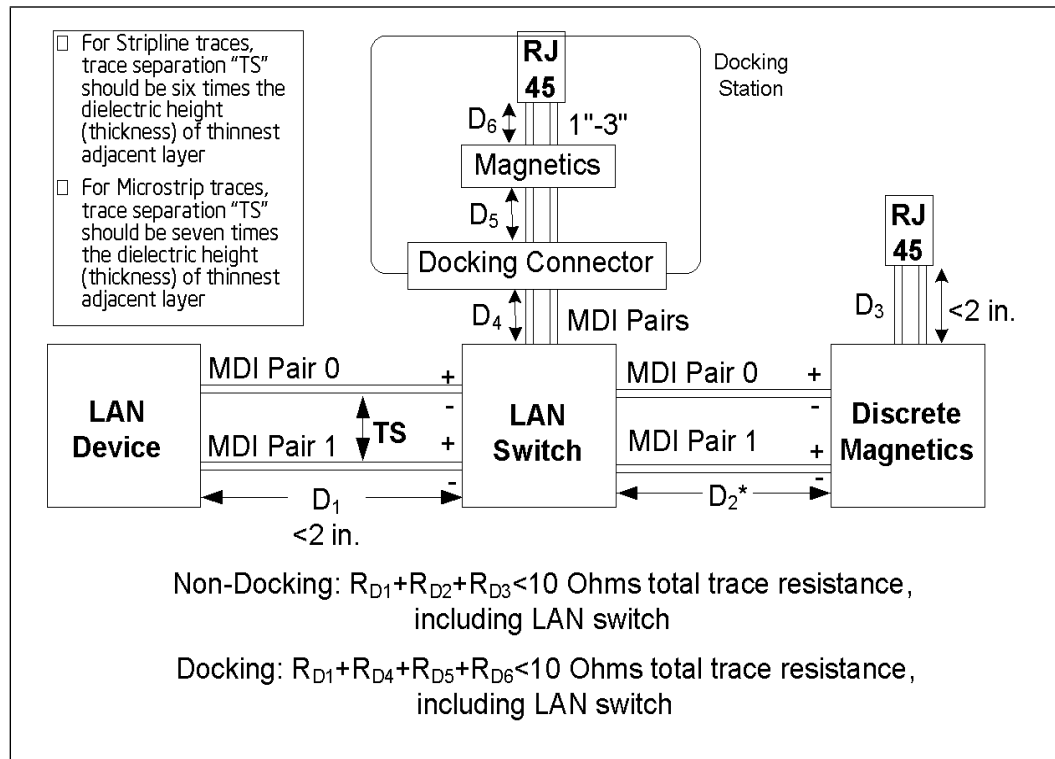 For Stripline traces,
trace separation “TS”
should be six times the
dielectric height
(thickness) of thinnest
adjacent layer
For Microstrip traces,
trace separation “TS”
should be seven times
the dielectric height
(thickness) of thinnest
adjacent layer
RJ
45
Docking
Station
D6
1"-3"
Magnetics
D5
Docking Connector
D4
MDI Pairs
RJ
45
D3
<2 in.
LAN
Device
MDI Pair 0
+
-
TS
MDI Pair 1
+
-
D1
<2 in.
LAN
Switch
MDI Pair 0
+
-
MDI Pair 1
+
-
D2*
Discrete
Magnetics
Non-Docking: RD1+RD2+RD3<10 Ohms total trace resistance,
including LAN switch
Docking: RD1+RD4+RD5+RD6<10 Ohms total trace resistance,
including LAN switch